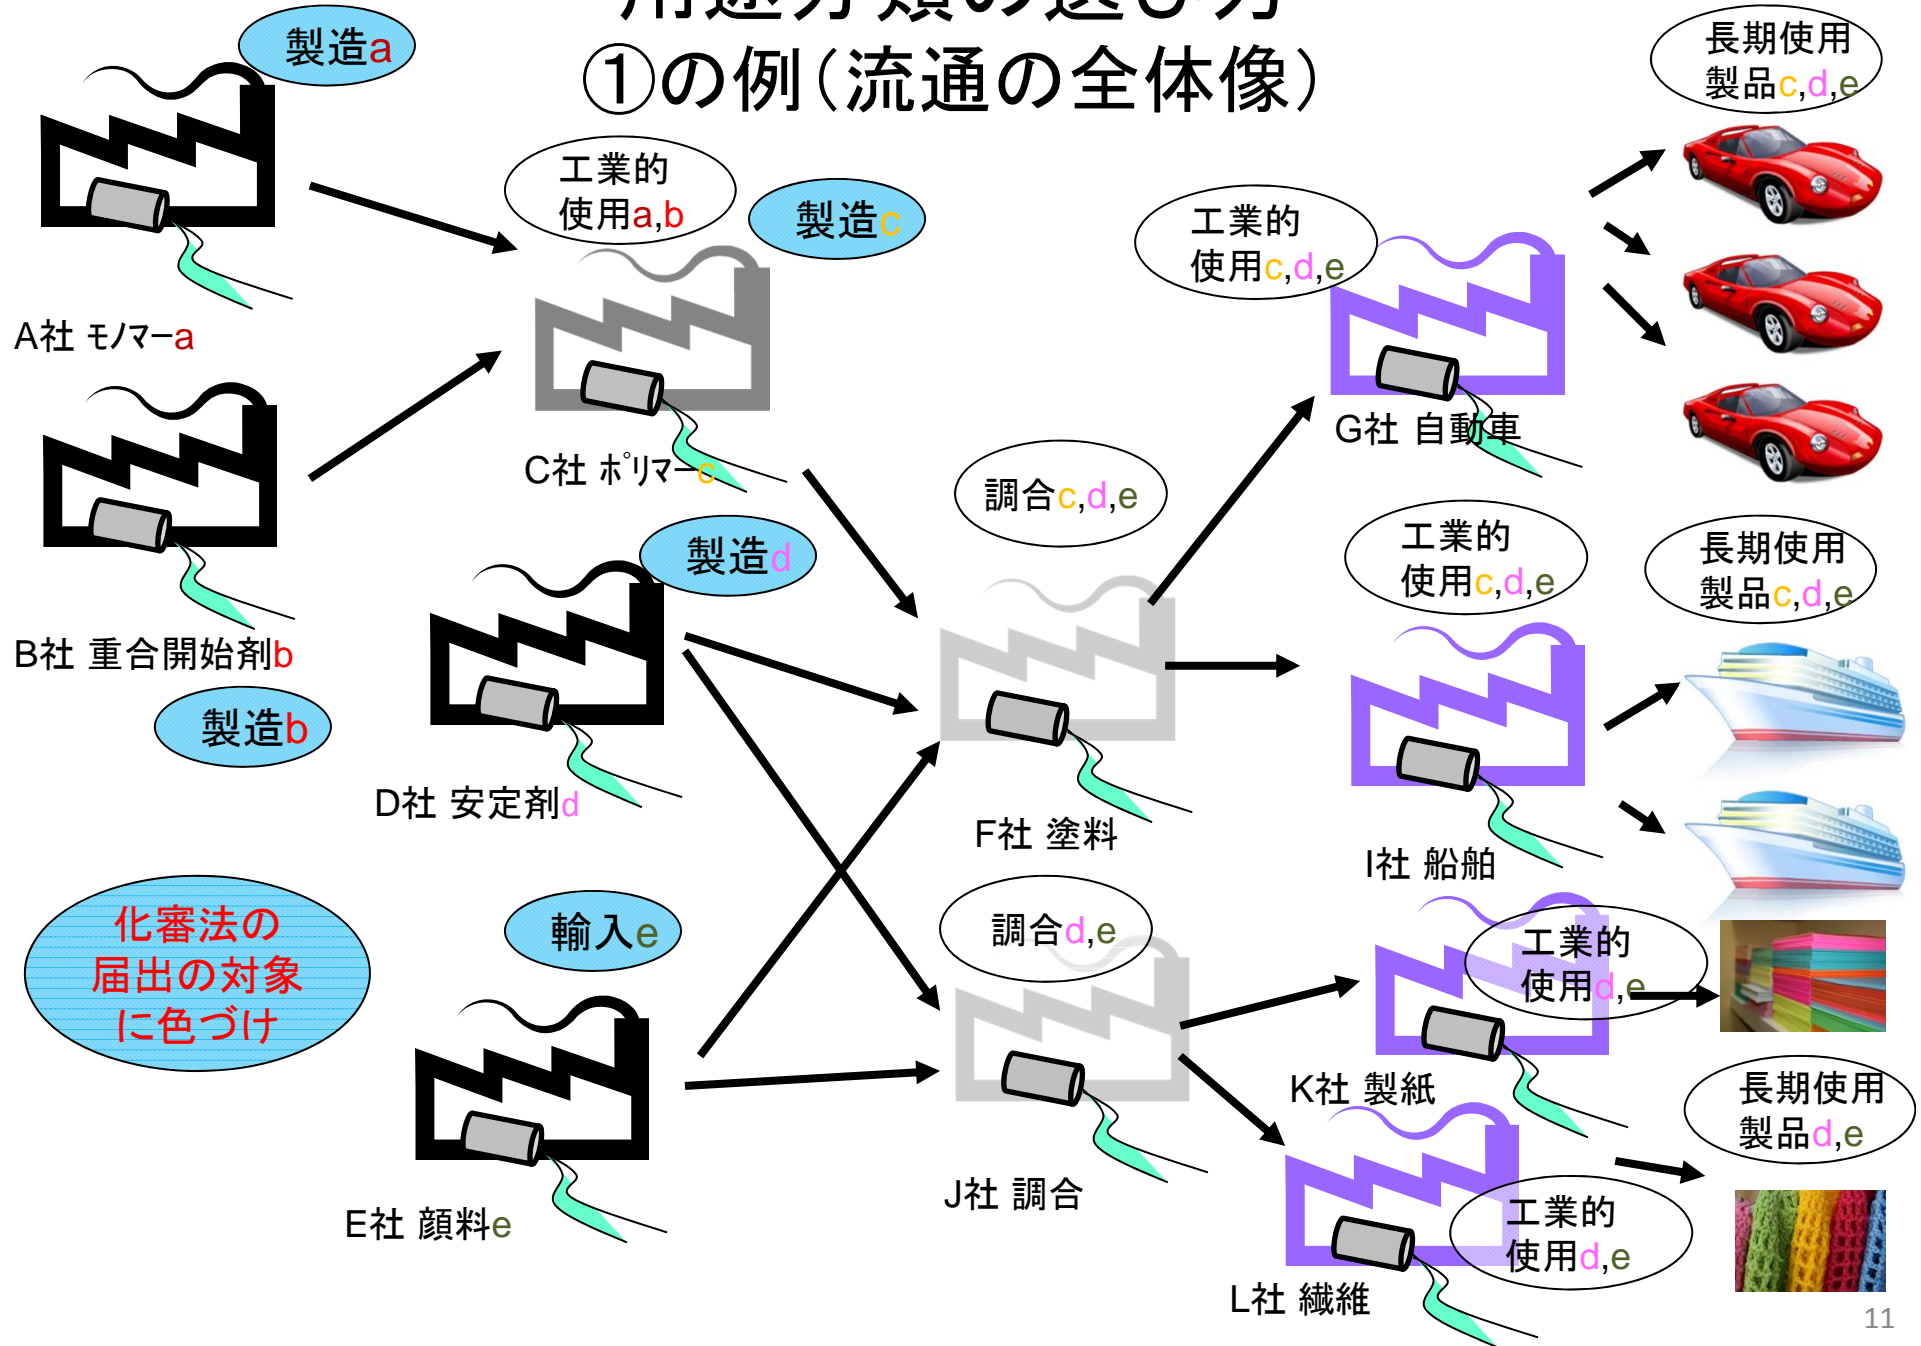 用途分類の選び方
①の例（流通の全体像）
製造a
A社 ﾓﾉﾏｰa
B社 重合開始剤b
製造b
工業的
使用a,b
製造c
C社 ﾎﾟﾘﾏｰc
製造d
D社 安定剤d
輸入e
E社 顔料e
化審法の
届出の対象
に色づけ
調合c,d,e
F社 塗料
調合d,e
J社 調合
工業的
使用c,d,e
G社 自動車
長期使用
製品c,d,e
工業的
使用c,d,e
I社 船舶
長期使用
製品c,d,e
工業的
使用d,e
K社 製紙
長期使用
製品d,e
工業的
使用d,e
L社 繊維
11